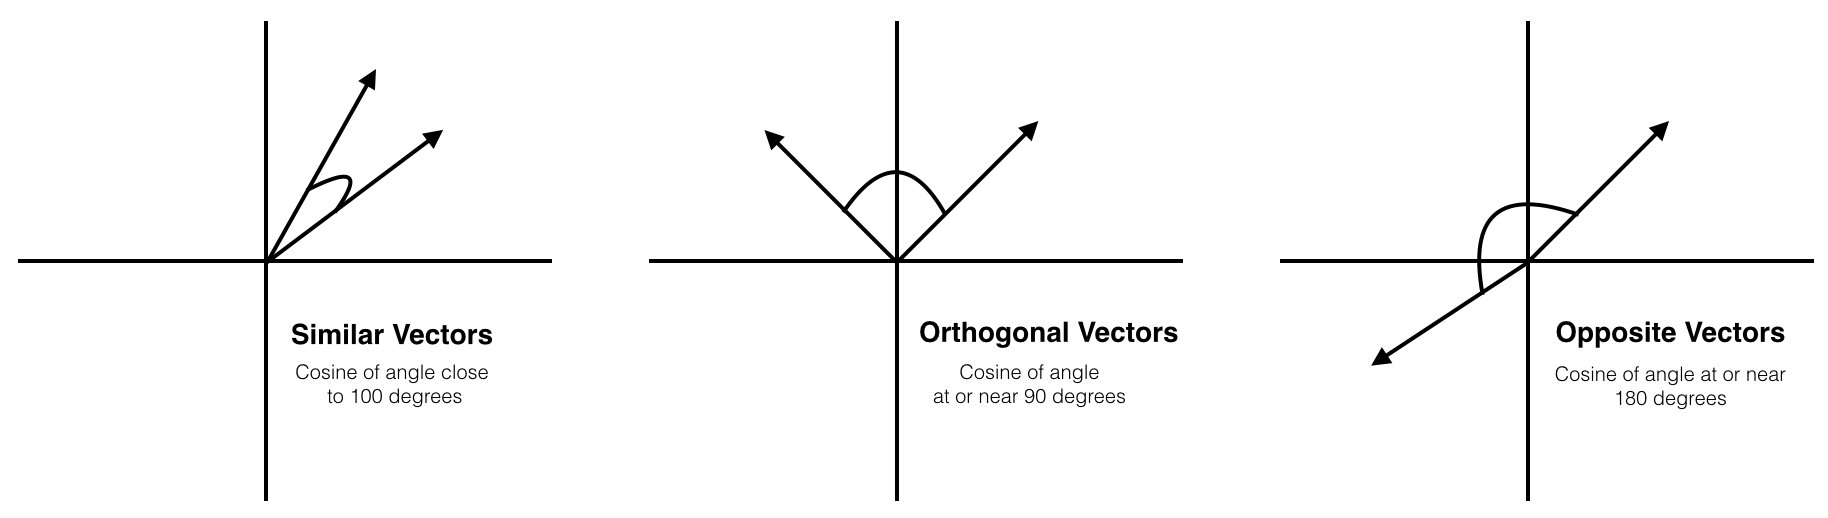 Similar Vectors
Cosine of angle close
to 100 degrees
Orthogonal Vectors
Cosine of angle
at or near 90 degrees
Opposite Vectors
Cosine of angle at or near
180 degrees